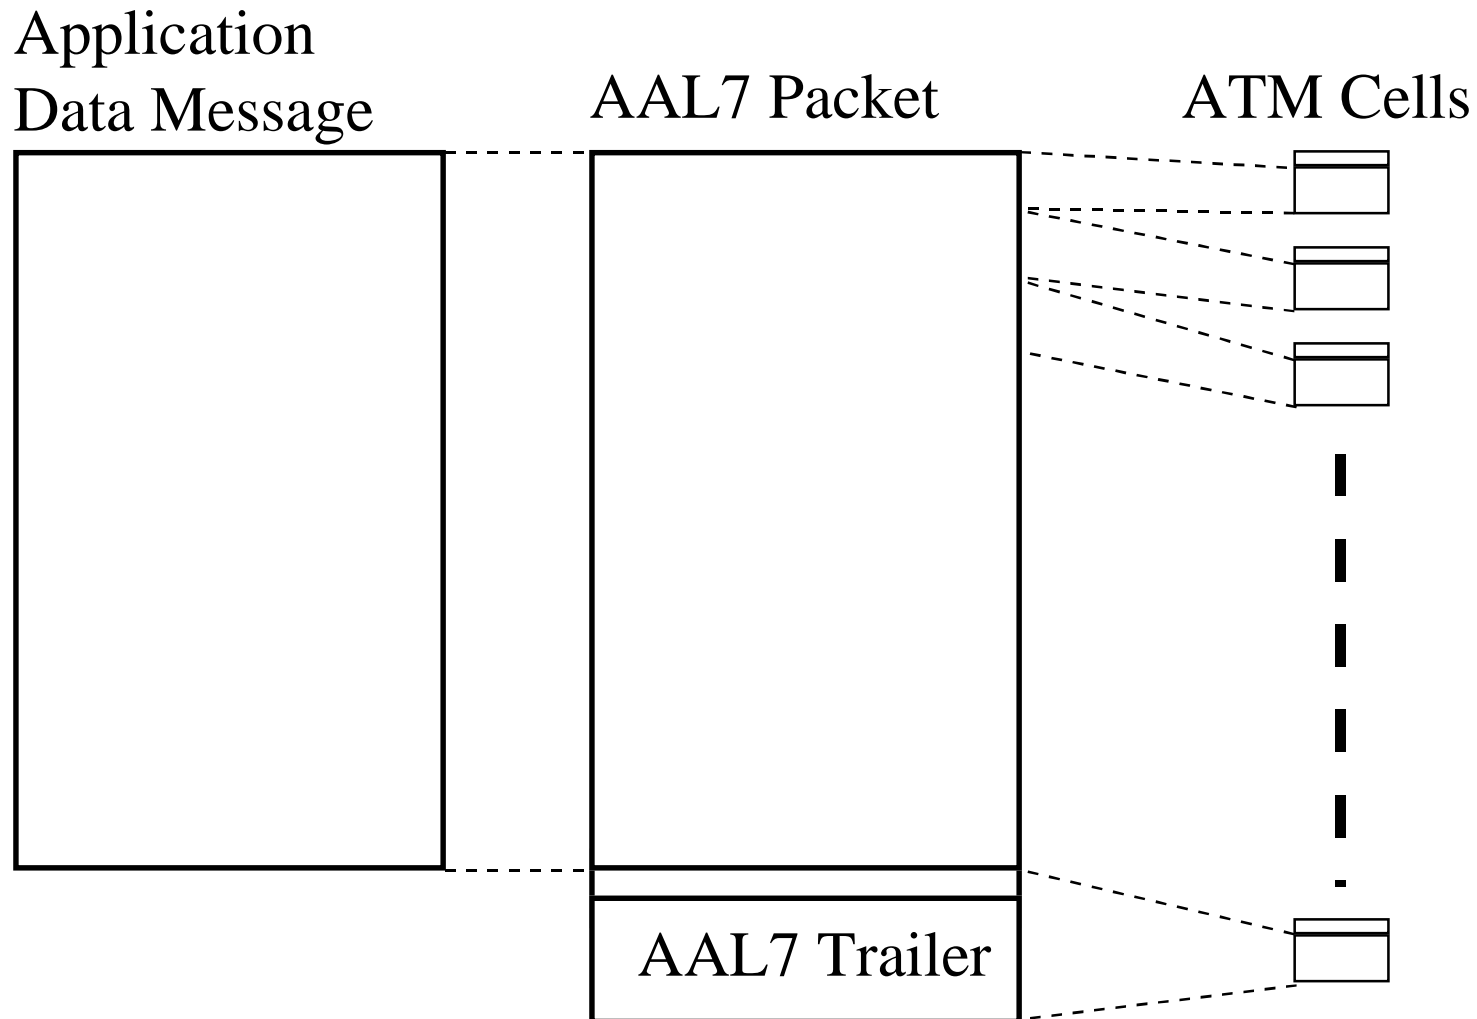 Application
Data Message
AAL7 Packet
ATM Cells
AAL7 Trailer